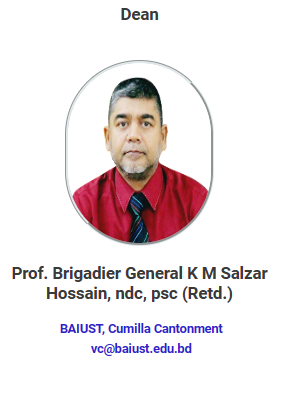 Dean
Prof. Brigadier General K M Salzar
Hossain, ndc, psc (Retd.)
BAIUST, Cumilla Cantonment
vc@baiust.edu.bd